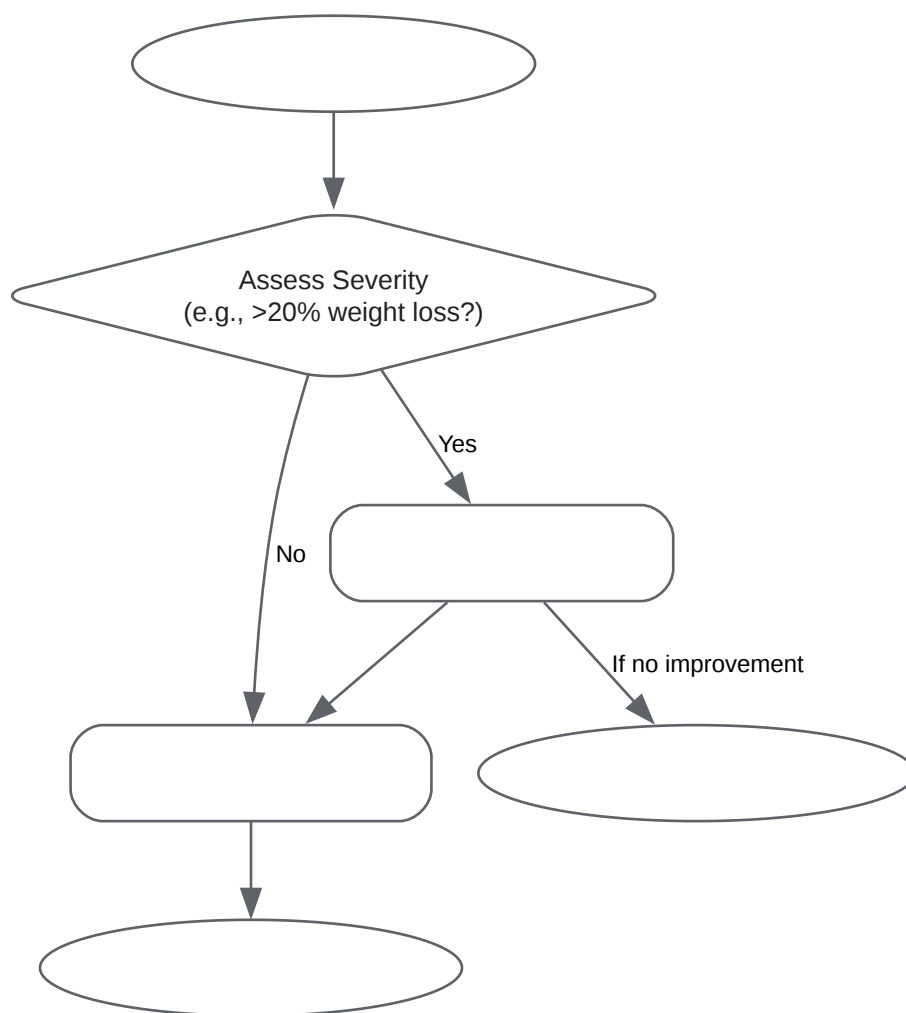 Assess Severity
(e.g., >20% weight loss?)
Yes
No
If no improvement